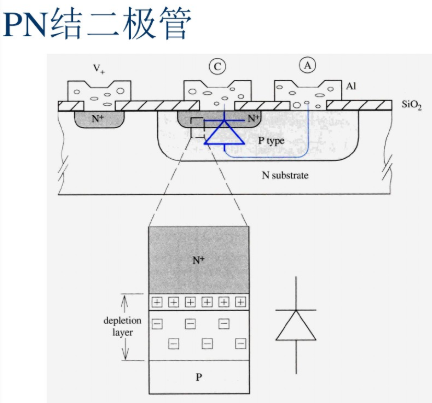 PN结二极管
V+
C
A
Al
SiO2
N+
N+
P type
N substrate
N+
+ + + + + +
depletion
layer
− − −
− − −
P